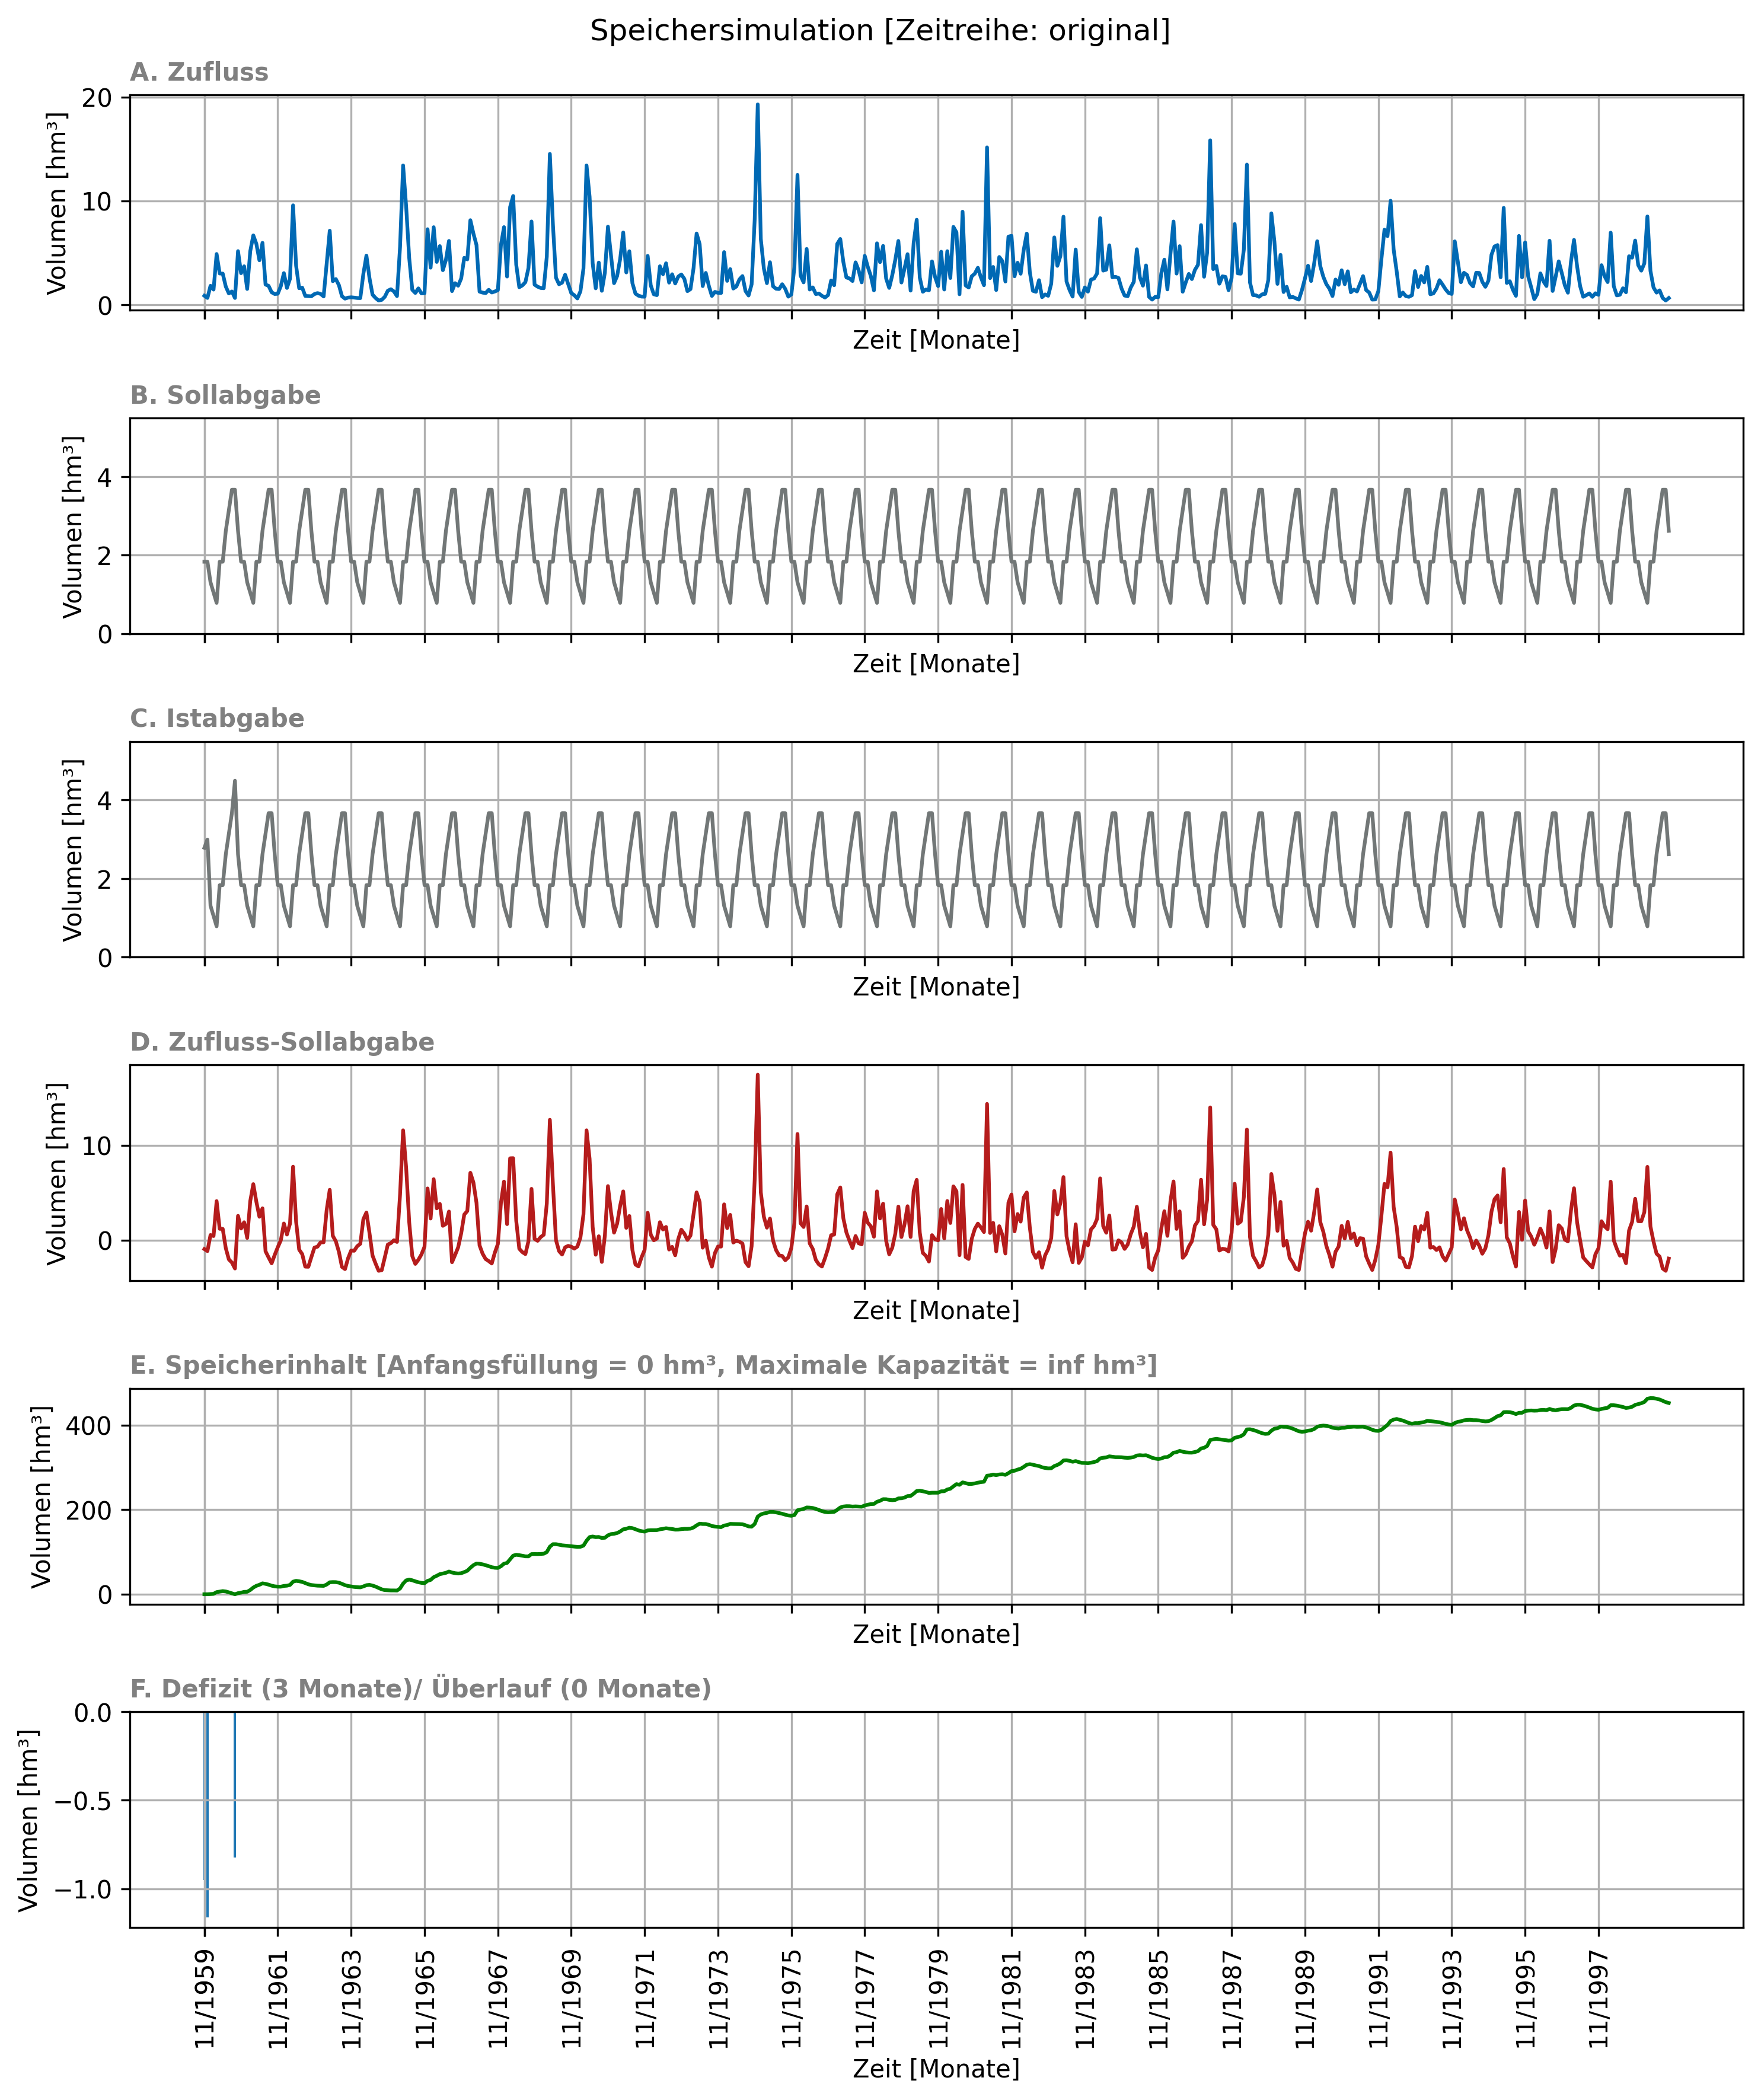 Speichersimulation [Zeitreihe: original]
A. Zufluss
Volumen [hm³]
20
10
0
Zeit [Monate]
B. Sollabgabe
Volumen [hm³]
4
2
0
Zeit [Monate]
C. Istabgabe
Volumen [hm³]
4
2
0
Zeit [Monate]
D. Zufluss-Sollabgabe
Volumen [hm³]
10
0
Zeit [Monate]
E. Speicherinhalt [Anfangsfüllung = 0 hm³, Maximale Kapazität = inf hm³]
Volumen [hm³]
400
200
0
Zeit [Monate]
F. Defizit (3 Monate)/ Überlauf (0 Monate)
Volumen [hm³]
0.0
−0.5
−1.0
11/1959
11/1961
11/1963
11/1965
11/1967
11/1969
11/1971
11/1973
11/1975
11/1977
11/1979
11/1981
11/1983
11/1985
11/1987
11/1989
11/1991
11/1993
11/1995
11/1997
Zeit [Monate]